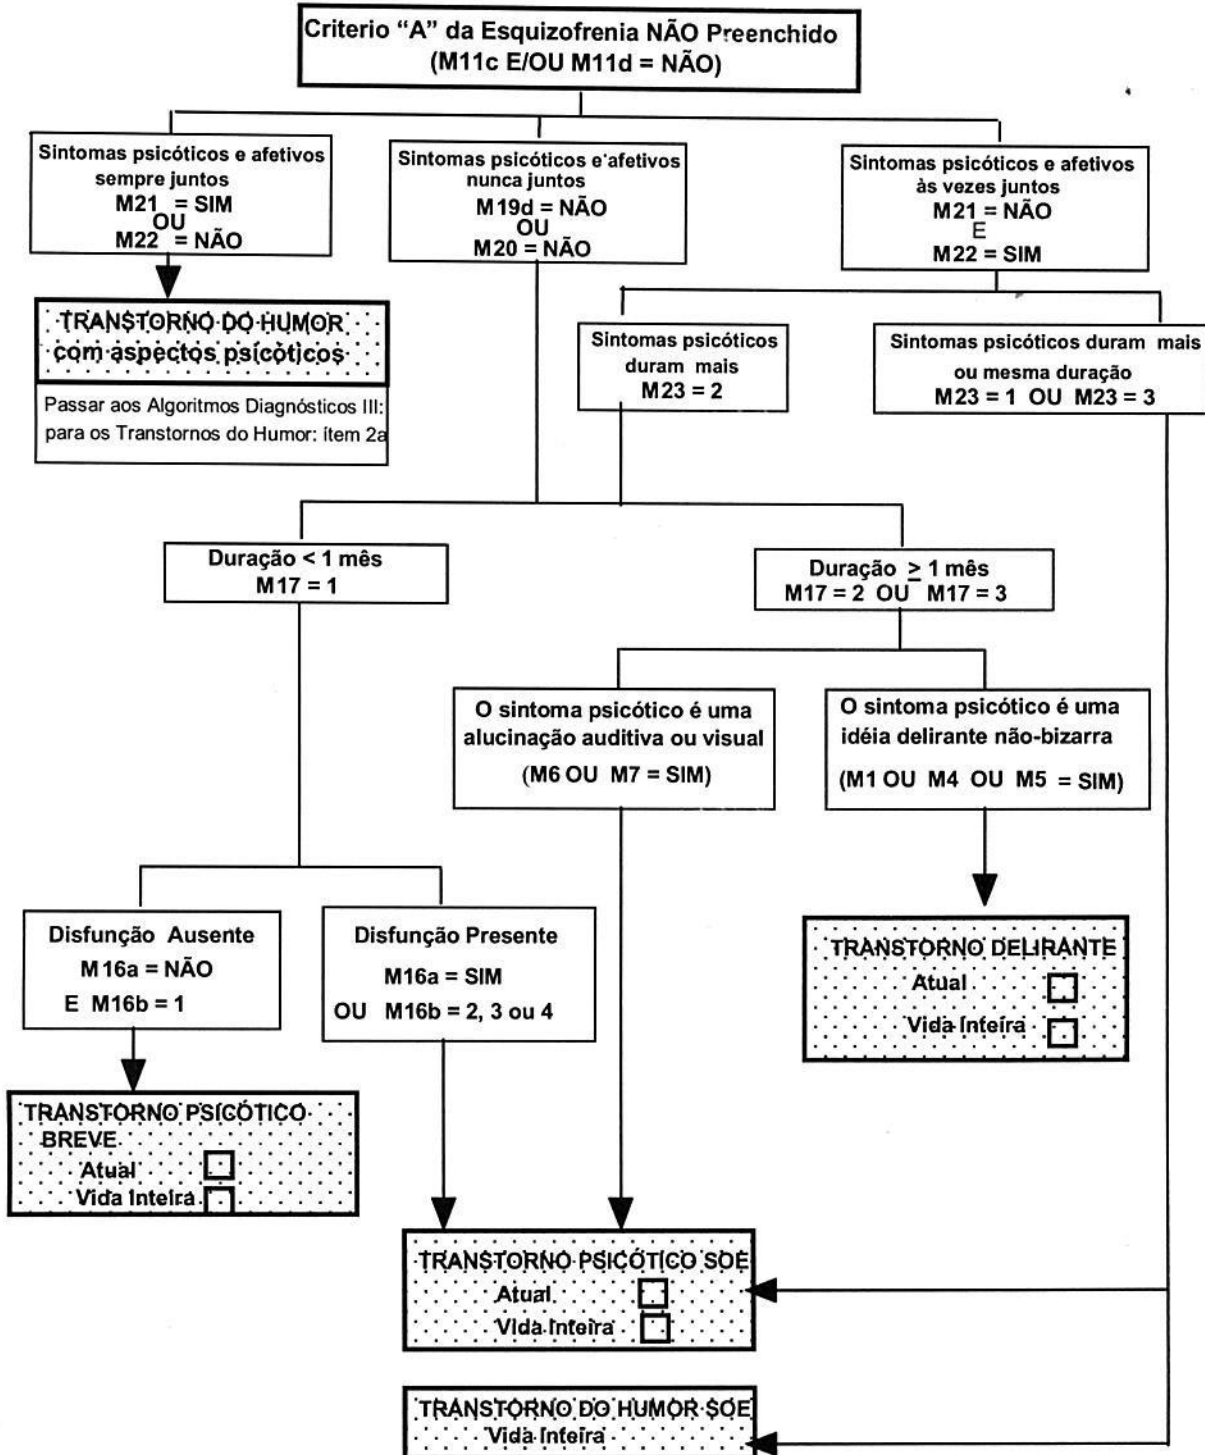 Criterio “A” da Esquizofrenia NÃO Preenchido
(M11c E/OU M11d = NÃO)
Sintomas psicóticos e afetivos
sempre juntos
M21 = SIM
OU
M22 = NÃO
Sintomas psicóticos e afetivos
nunca juntos
M19d = NÃO
OU
M20 = NÃO
Sintomas psicóticos e afetivos
às vezes juntos
M21 = NÃO
E
M22 = SIM
TRANSTORNO DO HUMOR
com aspectos psicóticos
Passar aos Algoritmos Diagnósticos III:
para os Transtornos do Humor: ítem 2a
Sintomas psicóticos
duram mais
M23 = 2
Sintomas psicóticos duram mais
ou mesma duração
M23 = 1 OU M23 = 3
Duração < 1 mês
M17 = 1
Duração ≥ 1 mês
M17 = 2 OU M17 = 3
O sintoma psicótico é uma
alucinação auditiva ou visual
(M6 OU M7 = SIM)
O sintoma psicótico é uma
idéia delirante não-bizarra
(M1 OU M4 OU M5 = SIM)
Disfunção Ausente
M16a = NÃO
E M16b = 1
Disfunção Presente
M16a = SIM
OU M16b = 2, 3 ou 4
TRANSTORNO DELIRANTE
Atual
Vida Inteira
TRANSTORNO PSICÓTICO
BREVE
Atual
Vida Inteira
TRANSTORNO PSICÓTICO SOE
Atual
Vida Inteira
TRANSTORNO DO HUMOR SOE
Vida Inteira